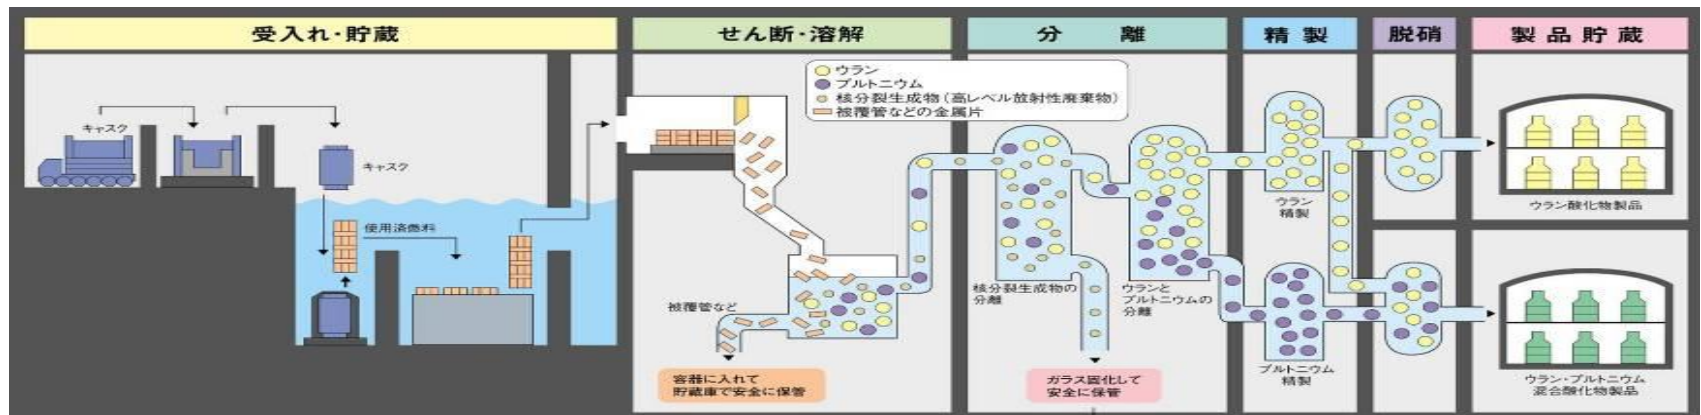 受入れ・貯蔵
せん断・溶解
分離
精製
脱硝
製品貯蔵
ウラン
プルトニウム
核分裂生成物(高レベル放射性廃棄物)
被覆管などの金属片
キャスク
キャスク
使用済燃料
被覆管など
容器に入れて
貯蔵庫で安全に保管
核分裂生成物の
分離
ガラス固化して
安全に保管
ウランと
プルトニウムの
分離
ウラン
精製
プルトニウム
精製
ウラン酸化物製品
ウラン・プルトニウム
混合酸化物製品